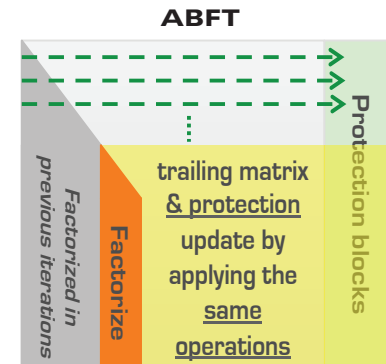 ABFT
Factorized in
previous iterations
Factorize
trailing matrix
& protection
update by
applying the
same
operations
Protection blocks